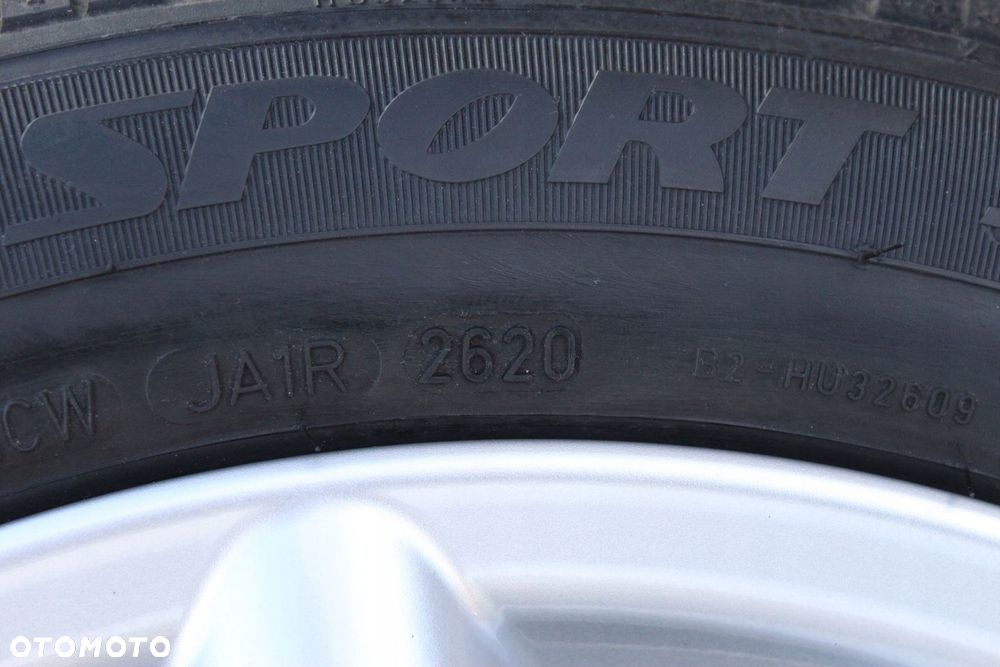 SPORT
CW JA1R 2620 B2-HU32609
OTOMOTO